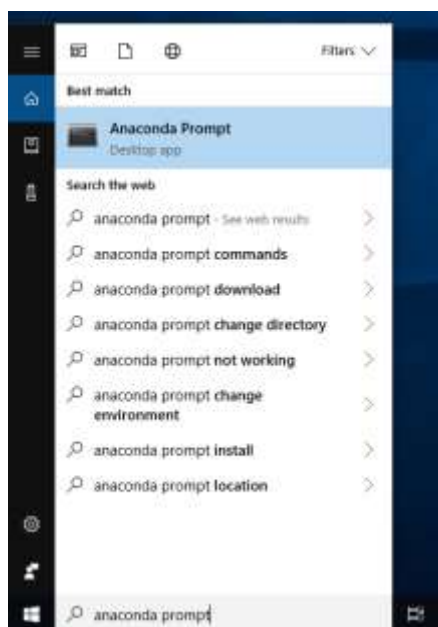 Filters
Best match
Anaconda Prompt
Desktop app
Search the web
anaconda prompt - See web results
anaconda prompt commands
anaconda prompt download
anaconda prompt change directory
anaconda prompt not working
anaconda prompt change
environment
anaconda prompt install
anaconda prompt location
anaconda prompt